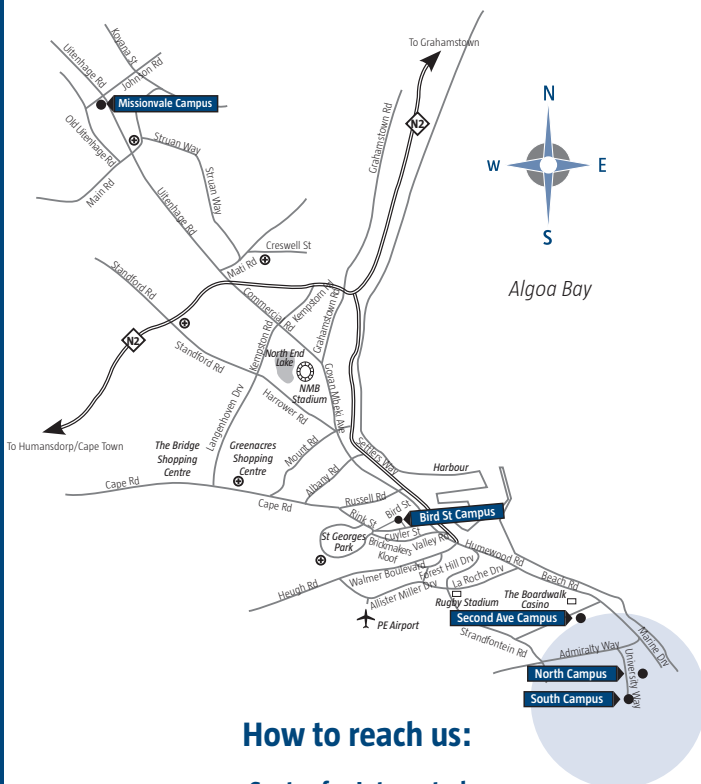 To Grahamstown
Koyana St
Uitenhage Rd
Johnson Rd
Missionvale Campus
N2
Grahamstown Rd
N
W
E
S
Old Uitenhage Rd
Struan Way
Main Rd
Struan Way
Uitenhage Rd
Creswell St
Mati Rd
Algoa Bay
Standford Rd
Commercial Rd
Kempston Rd
Grahamstown Rd
N2
Kempston Rd
Standford Rd
North End
Lake
NMB
Stadium
Govan Mbeki Ave
Langenhoven Drv
Harrower Rd
To Humansdorp/Cape Town
The Bridge
Shopping
Centre
Greenacres
Shopping
Centre
Mount Rd
Settlers Way
Harbour
Albany Rd
Cape Rd
Cape Rd
Russell Rd
Rink St
Bird St
Bird St Campus
St Georges
Park
Cuyler St
Brickmakers
Kloof
Valley Rd
Humewood Rd
Walmer Boulevard
Forest Hill Drv
La Roche Drv
Beach Rd
Heugh Rd
Allister Miller Drv
Rugby Stadium
The Boardwalk
Casino
PE Airport
Second Ave Campus
Strandfontein Rd
Admiralty Way
Marine Drv
University Way
North Campus
South Campus
How to reach us: